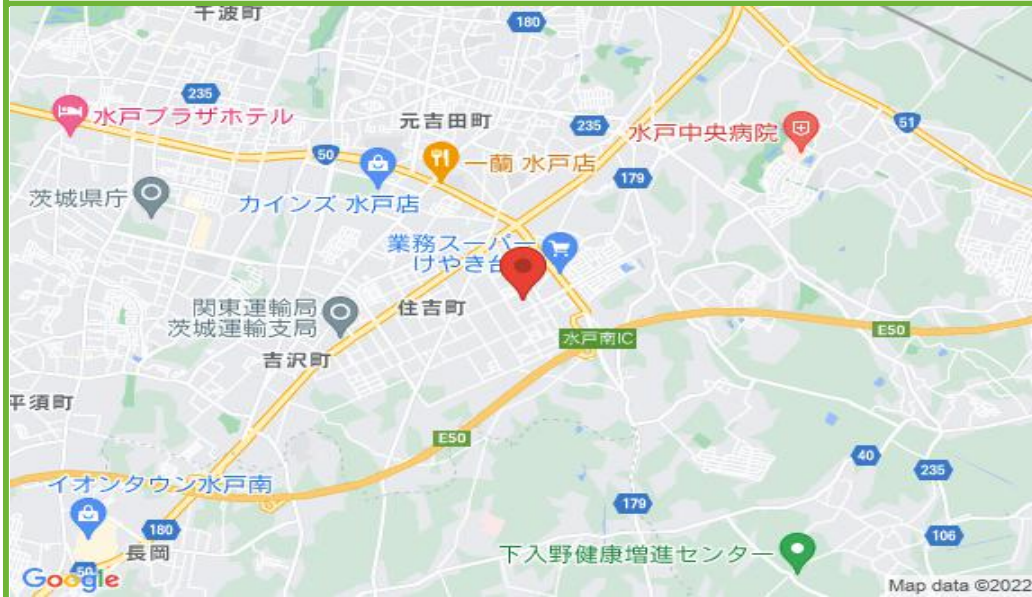 千波町
180
235
水戸プラザホテル
元吉田町
235
水戸中央病院
51
50
一蘭 水戸店
179
茨城県庁
カインズ 水戸店
業務スーパー
けやき台
関東運輸局
茨城運輸支局
住吉町
水戸南IC
E50
吉沢町
平須町
E50
40
235
イオンタウン水戸南
179
180
106
長岡
下入野健康増進センター
50
Google
Map data ©2022